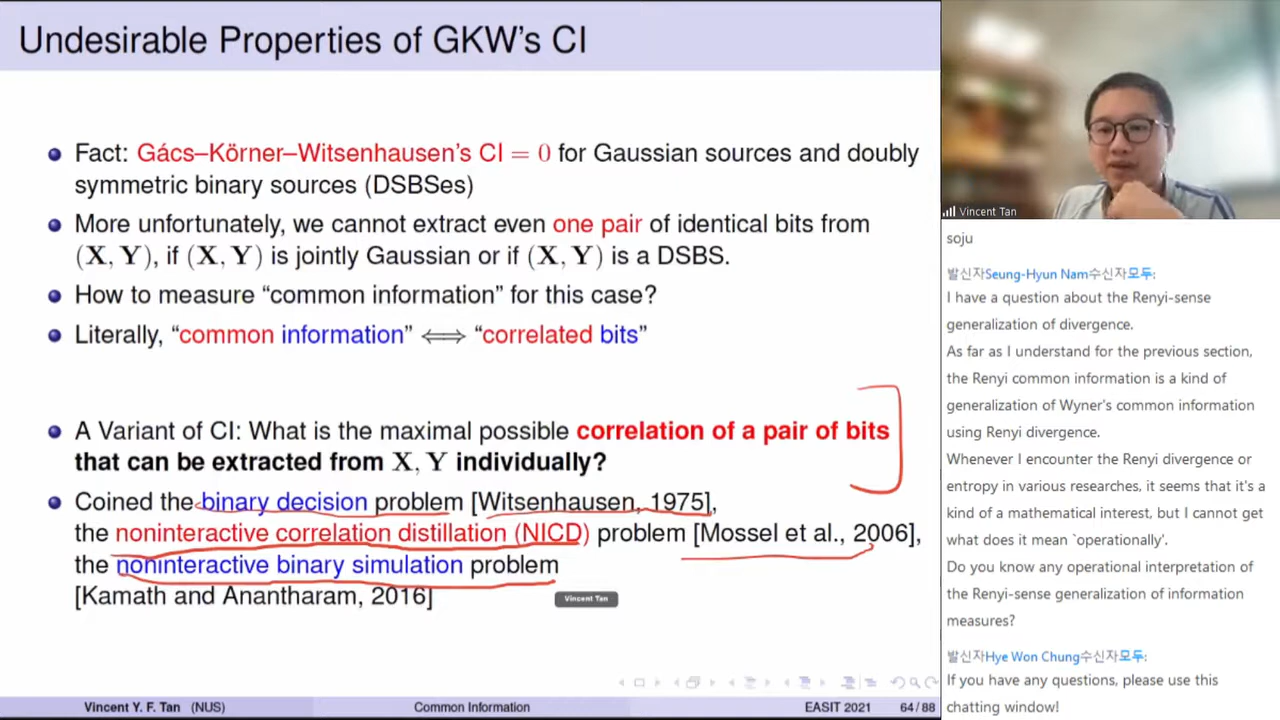 Undesirable Properties of GKW's CI
Fact: Gács–Körner–Witsenhausen's CI = 0 for Gaussian sources and doubly
symmetric binary sources (DSBSes)
More unfortunately, we cannot extract even one pair of identical bits from
(X, Y), if (X, Y) is jointly Gaussian or if (X, Y) is a DSBS.
How to measure “common information” for this case?
Literally, “common information” ⟺ “correlated bits”
A Variant of CI: What is the maximal possible correlation of a pair of bits
that can be extracted from X, Y individually?
Coined the binary decision problem [Witsenhausen, 1975],
the noninteractive correlation distillation (NICD) problem [Mossel et al., 2006],
the noninteractive binary simulation problem
[Kamath and Anantharam, 2016]
Vincent Tan
Vincent Y. F. Tan (NUS)
Common Information
EASIT 2021
64 / 88
Vincent Tan
soju
발신자Seung-Hyun Nam수신자모두:
I have a question about the Renyi-sense
generalization of divergence.
As far as I understand for the previous section,
the Renyi common information is a kind of
generalization of Wyner's common information
using Renyi divergence.
Whenever I encounter the Renyi divergence or
entropy in various researches, it seems that it's a
kind of a mathematical interest, but I cannot get
what does it mean `operationally'.
Do you know any operational interpretation of
the Renyi-sense generalization of information
measures?
발신자Hye Won Chung수신자모두:
If you have any questions, please use this
chatting window!